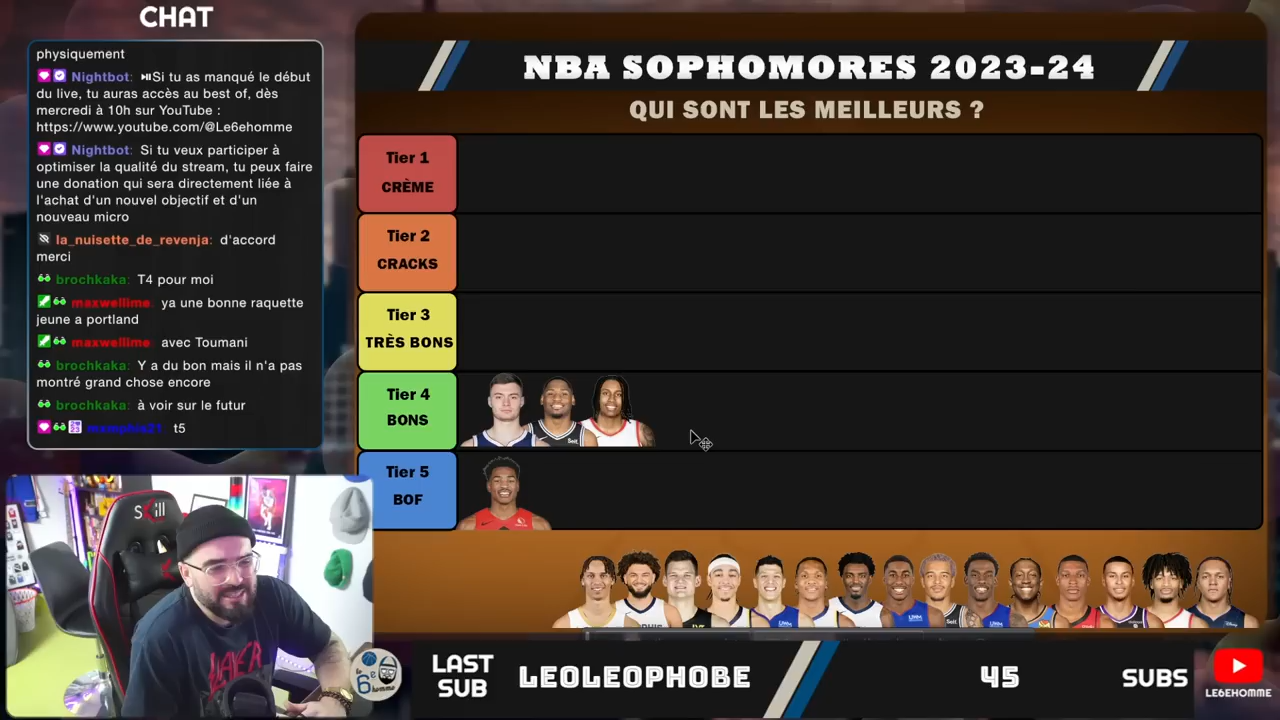 CHAT
physiquement
Nightbot: ⏯Si tu as manqué le début
du live, tu auras accès au best of, dès
mercredi à 10h sur YouTube :
https://www.youtube.com/@Le6ehomme
Nightbot: Si tu veux participer à
optimiser la qualité du stream, tu peux faire
une donation qui sera directement liée à
l'achat d'un nouvel objectif et d'un
nouveau micro
la_nuisette_de_revenja: d'accord
merci
brochkaka: T4 pour moi
maxwellime: ya une bonne raquette
jeune a portland
maxwellime: avec Toumani
brochkaka: Y a du bon mais il n'a pas
montré grand chose encore
brochkaka: à voir sur le futur
t5
NBA SOPHOMORES 2023-24
QUI SONT LES MEILLEURS ?
Tier 1
CRÈME
Tier 2
CRACKS
Tier 3
TRÈS BONS
Tier 4
BONS
Tier 5
BOF
LAST
SUB
LEOLEOPHOBE
45
SUBS
LE6EHOMME